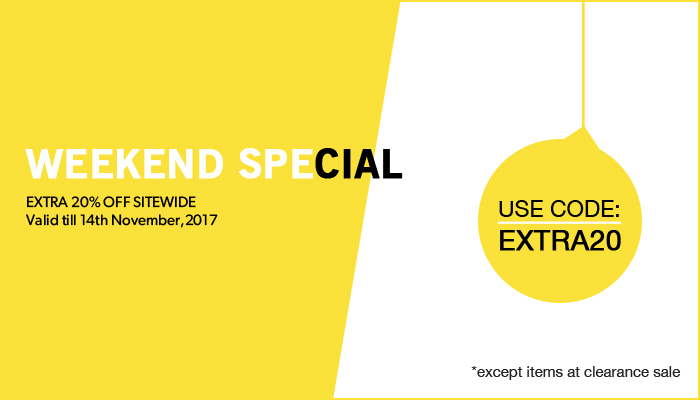 WEEKEND SPECIAL
EXTRA 20% OFF SITEWIDE
Valid till 14th November,2017
USE CODE:
EXTRA20
*except items at clearance sale